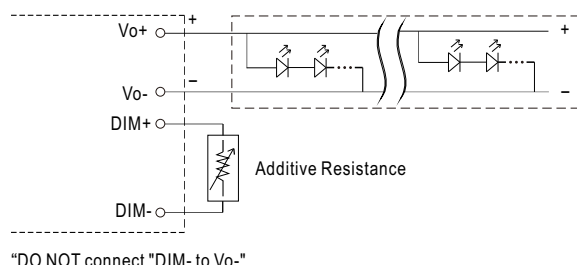 Vo+
+
+
Vo-
−
−
DIM+
DIM-
Additive Resistance
"DO NOT connect "DIM- to Vo-"